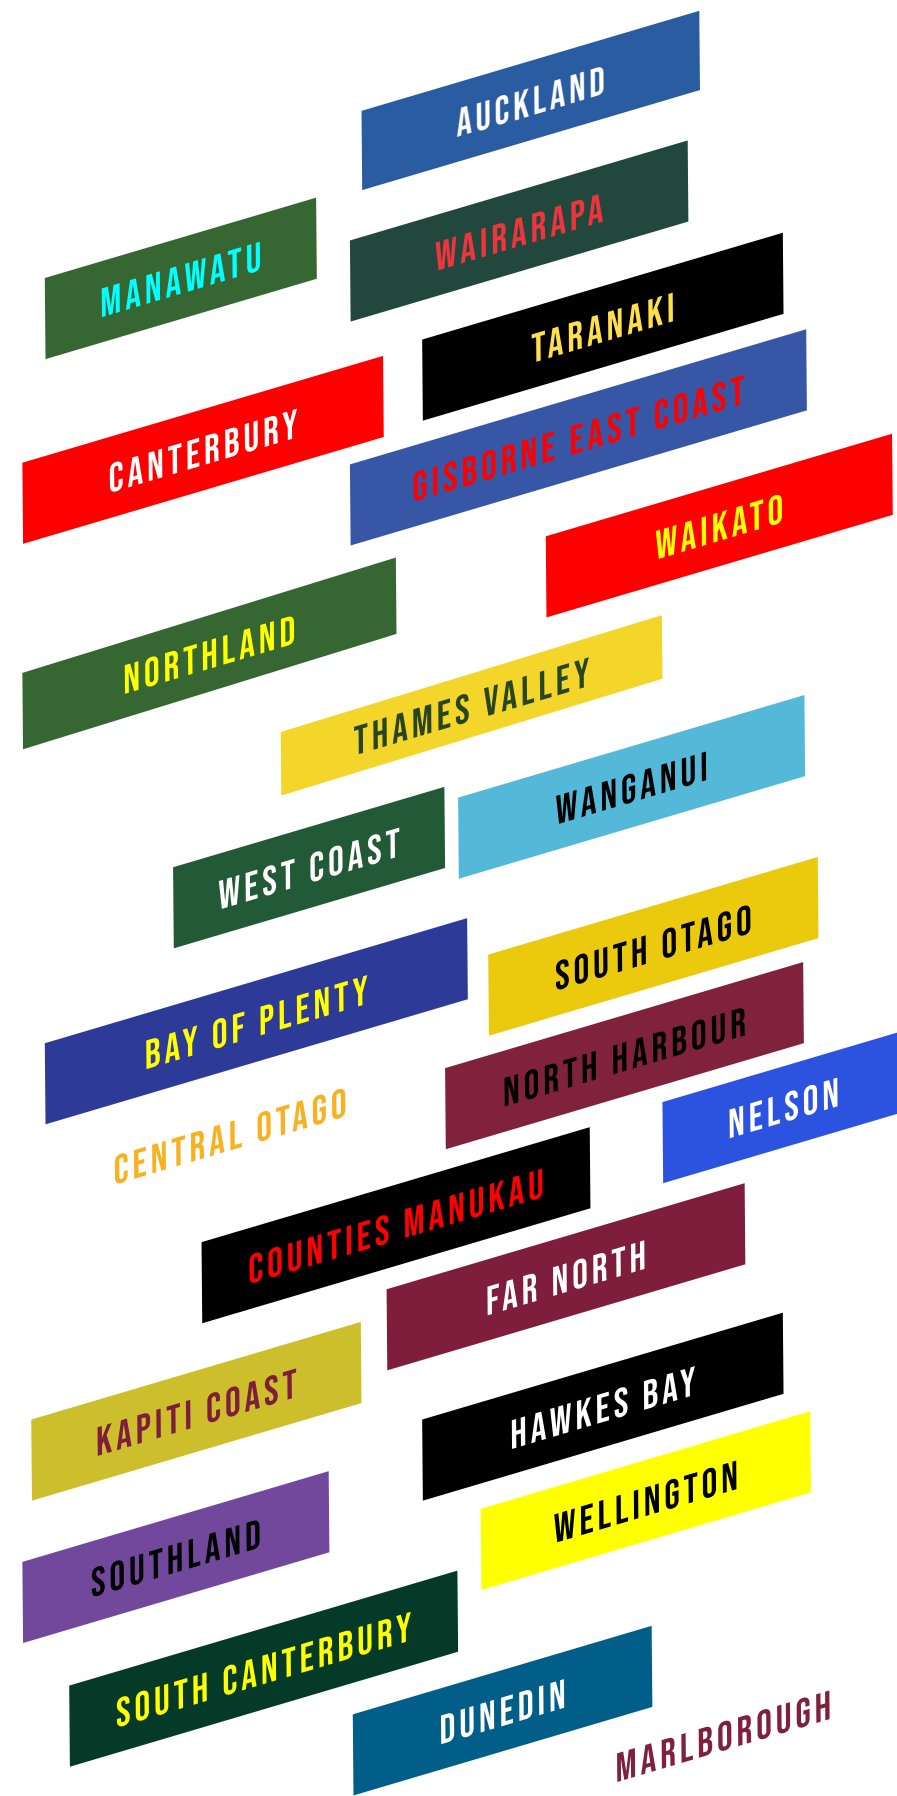 AUCKLAND
WAIRARAPA
MANAWATU
TARANAKI
CANTERBURY
GISBORNE EAST COAST
WAIKATO
NORTHLAND
THAMES VALLEY
WANGANUI
WEST COAST
SOUTH OTAGO
BAY OF PLENTY
NORTH HARBOUR
NELSON
CENTRAL OTAGO
COUNTIES MANUKAU
FAR NORTH
KAPITI COAST
HAWKES BAY
WELLINGTON
SOUTHLAND
SOUTH CANTERBURY
DUNEDIN
MARLBOROUGH